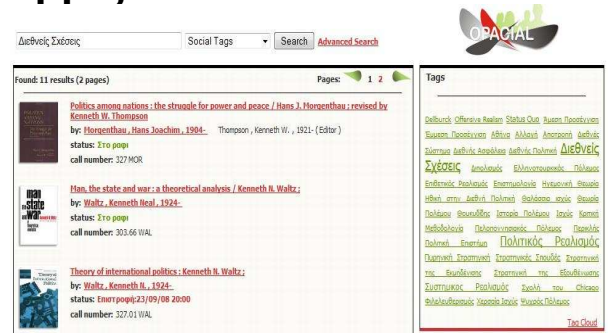 Διεθνείς Σχέσεις
Social Tags
Search
Advanced Search
OPACIAL
Found: 11 results (2 pages)
Pages: 1 2
Politics among nations : the struggle for power and peace / Hans J. Morgenthau ; revised by
Kenneth W. Thompson
by: Morgenthau , Hans Joachim , 1904- Thompson , Kenneth W. , 1921- ( Editor )
status: Στο ραφι
call number: 327 MOR
Man, the state and war : a theoretical analysis / Kenneth N. Waltz ;
by: Waltz , Kenneth Neal , 1924-
status: Στο ραφι
call number: 303.66 WAL
Theory of international politics ; Kenneth N. Waltz ;
by: Waltz , Kenneth N. , 1924-
status: Επιστροφή:23/09/08 20:00
call number: 327.01 WAL
Tags
Offensive Realism Status Quo Άμεση Προσέγγιση
Έμμεση Προσέγγιση Αθήνα Αλλαγή Αποτροπή Διεθνές
Σύστημα Διεθνής Ασφάλεια Διεθνής Πολιτική Διεθνείς
Σχέσεις Διπολισμός Ελληνοτουρκικός Πόλεμος
Επιθετικός Ρεαλισμός Επιστημολογία Ηγεμονική Θεωρία
Ηθική στην Διεθνή Πολιτική Θαλάσσια ισχύς Θεωρία
Πολέμου Θουκυδίδης Ιστορία Πολέμου Ισχύς Κριτική
Μεθοδολογία Πελοποννησιακός Πόλεμος Περικλής
Πολιτική Επιστήμη Πολιτικός Ρεαλισμός
Πυρηνική Στρατηγική Στρατηγικές Σπουδές Στρατηγική
της Εκμηδένισης Στρατηγική της Εξουθένωσης
Συστημικος Ρεαλισμός Σχολή του Chicago
Φιλελευθερισμός Χερσαία Ισχύς Ψυχρός Πόλεμος
Tag Cloud